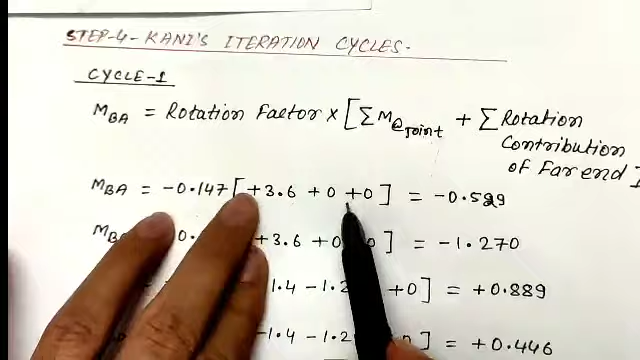 STEP-4- KANI'S ITERATION CYCLES-
CYCLE-1
MBA = Rotation Factor × [ΣM@Joint + Σ Rotation
Contribution
of Far end]
MBA = -0.147 [+3.6 + 0 + 0] = -0.529
+3.6 + 0 ] = -1.270
1.4 - 1.2 +0] = +0.889
-1.4 - 1.2 ] = +0.446